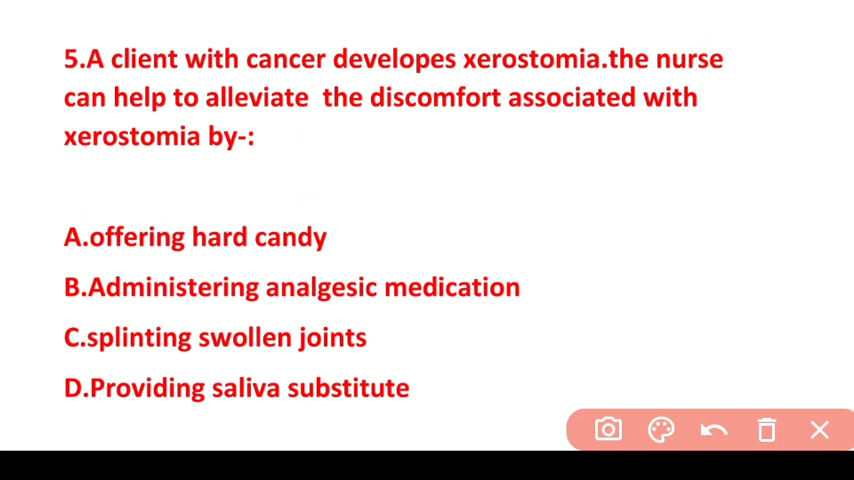 5.A client with cancer developes xerostomia.the nurse
can help to alleviate the discomfort associated with
xerostomia by-:
A.offering hard candy
B.Administering analgesic medication
C.splinting swollen joints
D.Providing saliva substitute